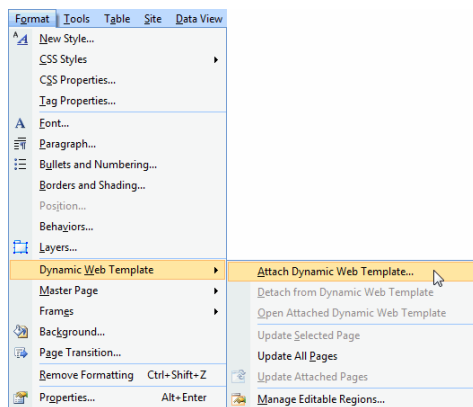 Format Tools Table Site Data View
New Style...
CSS Styles
CSS Properties...
Tag Properties...
Font...
Paragraph...
Bullets and Numbering...
Borders and Shading...
Position...
Behaviors...
Layers...
Dynamic Web Template
Master Page
Frames
Background...
Page Transition...
Remove Formatting Ctrl+Shift+Z
Properties... Alt+Enter
Attach Dynamic Web Template...
Detach from Dynamic Web Template
Open Attached Dynamic Web Template
Update Selected Page
Update All Pages
Update Attached Pages
Manage Editable Regions...